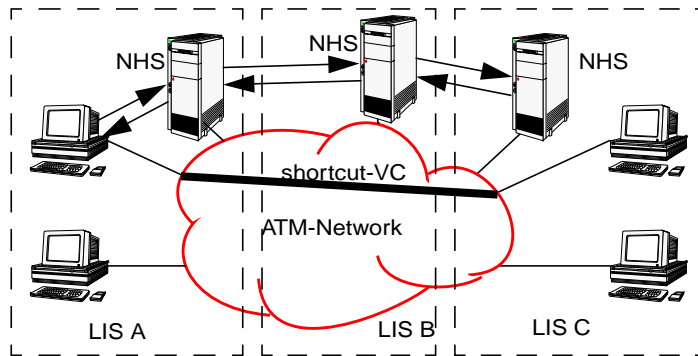 NHS
NHS
NHS
shortcut-VC
ATM-Network
LIS A
LIS B
LIS C